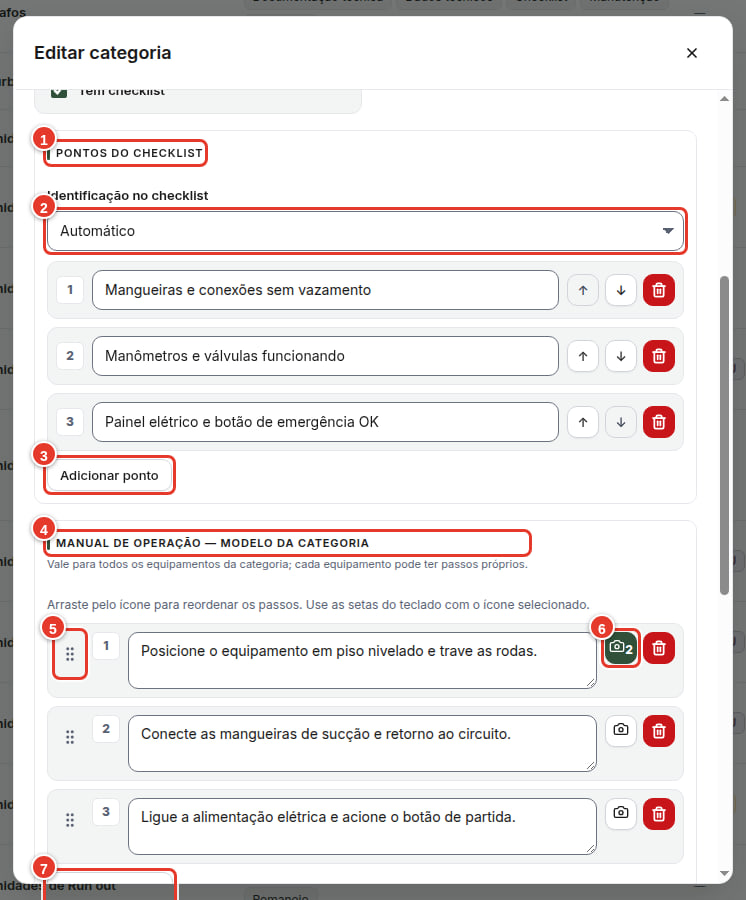 afos
Editar categoria
Tem checklist
1
PONTOS DO CHECKLIST
Identificação no checklist
2
Automático
1
Mangueiras e conexões sem vazamento
2
Manômetros e válvulas funcionando
3
Painel elétrico e botão de emergência OK
3
Adicionar ponto
4
MANUAL DE OPERAÇÃO — MODELO DA CATEGORIA
Vale para todos os equipamentos da categoria; cada equipamento pode ter passos próprios.
Arraste pelo ícone para reordenar os passos. Use as setas do teclado com o ícone selecionado.
5
6
1
Posicione o equipamento em piso nivelado e trave as rodas.
2
2
Conecte as mangueiras de sucção e retorno ao circuito.
3
Ligue a alimentação elétrica e acione o botão de partida.
7
nidades de Run out